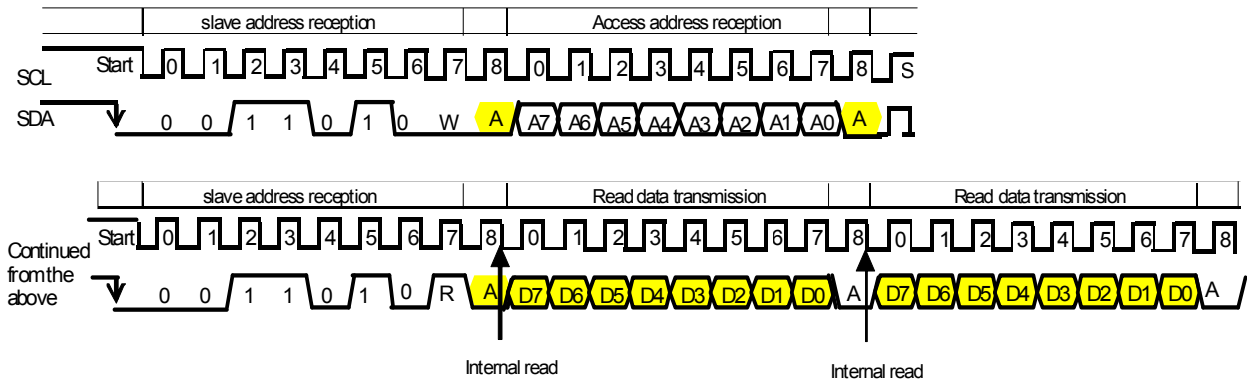 slave address reception Access address reception
SCL Start 0 1 2 3 4 5 6 7 8 0 1 2 3 4 5 6 7 8 S
SDA 0 0 1 1 0 1 0 W A A7 A6 A5 A4 A3 A2 A1 A0 A
slave address reception Read data transmission Read data transmission
Start 0 1 2 3 4 5 6 7 8 0 1 2 3 4 5 6 7 8 0 1 2 3 4 5 6 7 8
Continued
from the
above
0 0 1 1 0 1 0 R A D7 D6 D5 D4 D3 D2 D1 D0 A D7 D6 D5 D4 D3 D2 D1 D0 A
Internal read Internal read